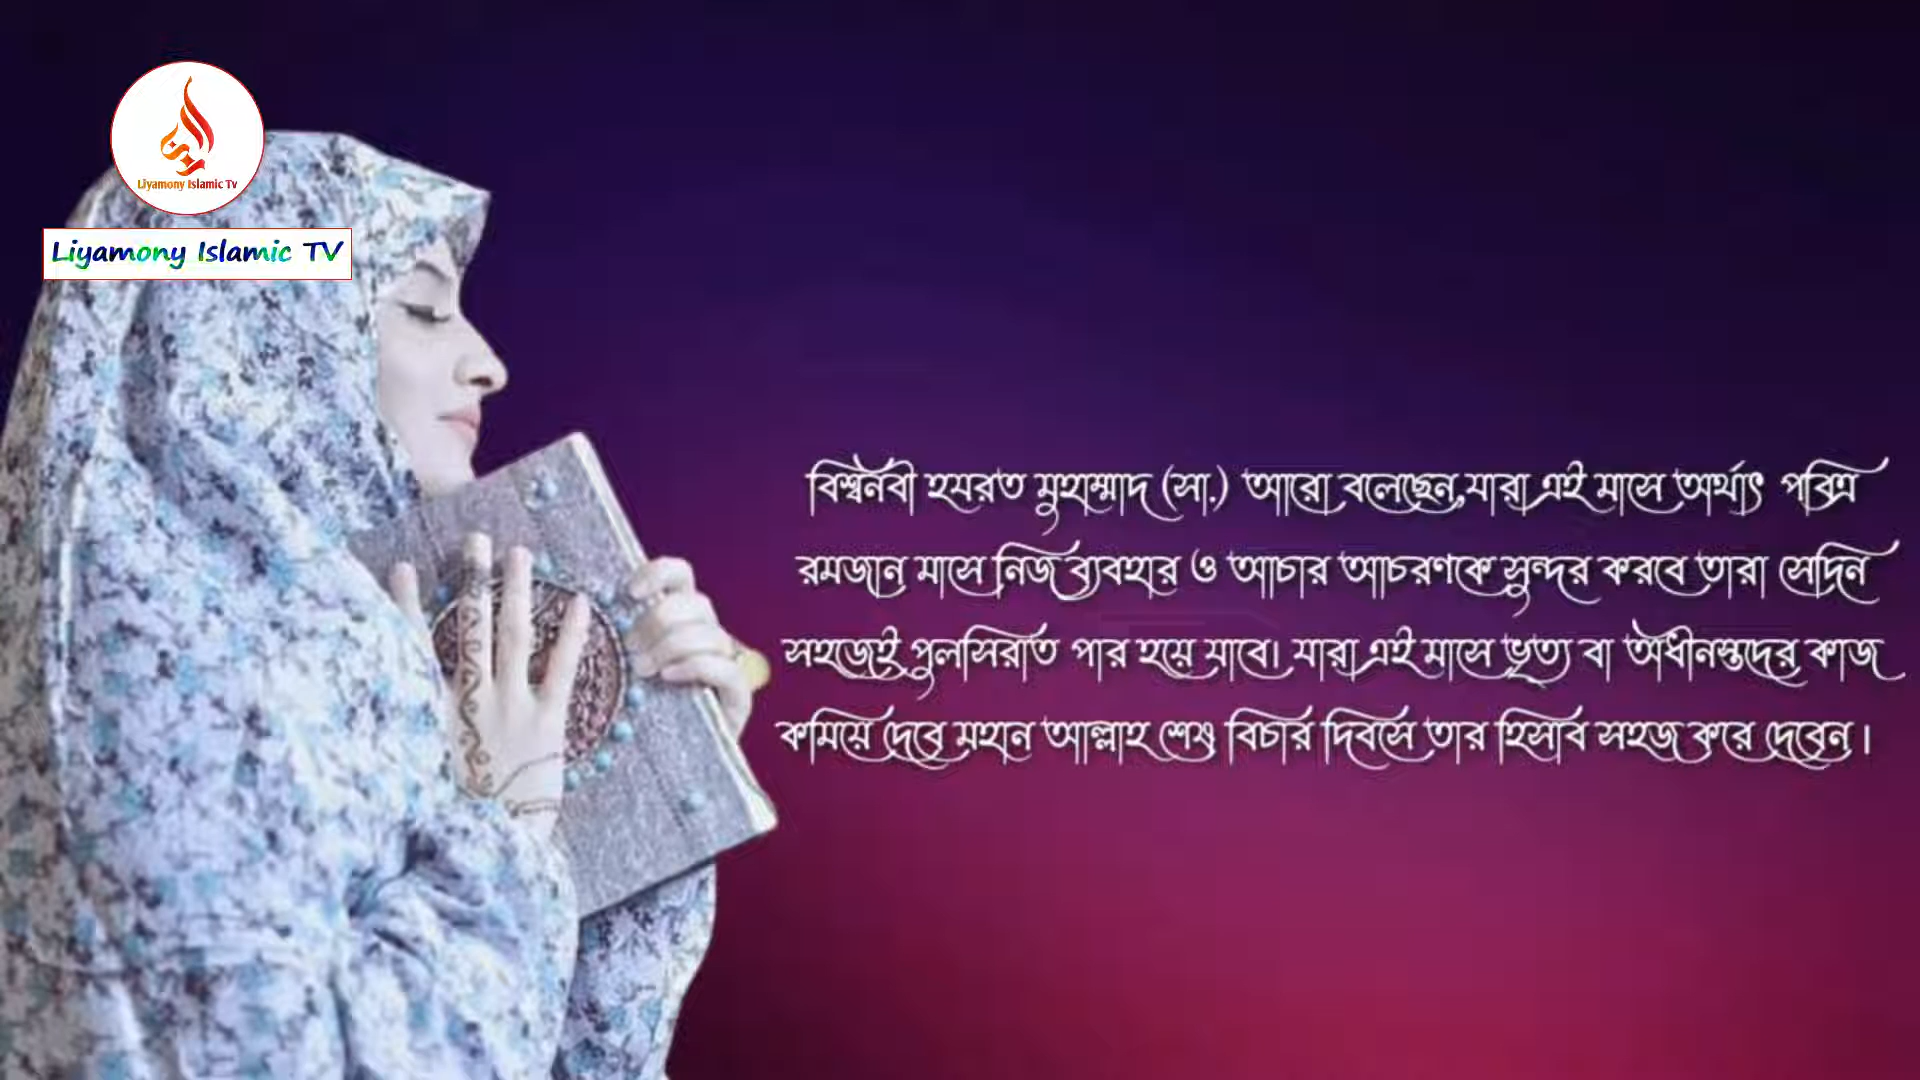 Liyamony Islamic Tv
Liyamony Islamic TV
বিশ্বনবী হযরত মুহাম্মাদ (সা.) আরো বলেছেন,যারা এই মাসে অর্থাৎ পবিত্র
রমজান মাসে নিজ ব্যবহার ও আচার আচরণকে সুন্দর করবে তারা সেদিন
সহজেই পুলসিরাত পার হয়ে যাবে। যারা এই মাসে ভৃত্য বা অধীনস্তদের কাজ
কমিয়ে দেবে মহান আল্লাহ শেষ বিচার দিবসে তার হিসাব সহজ করে দেবেন।